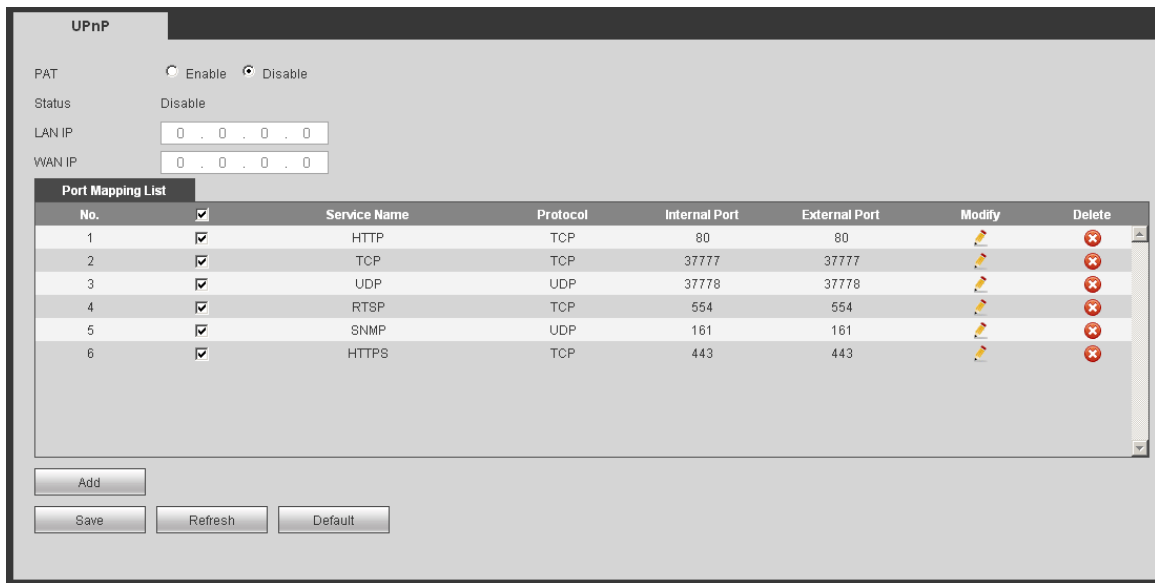 UPnP
PAT Enable Disable
Status Disable
LAN IP 0 . 0 . 0 . 0
WAN IP 0 . 0 . 0 . 0
Port Mapping List
No. Service Name Protocol Internal Port External Port Modify Delete
1 HTTP TCP 80 80
2 TCP TCP 37777 37777
3 UDP UDP 37778 37778
4 RTSP TCP 554 554
5 SNMP UDP 161 161
6 HTTPS TCP 443 443
Add
Save Refresh Default